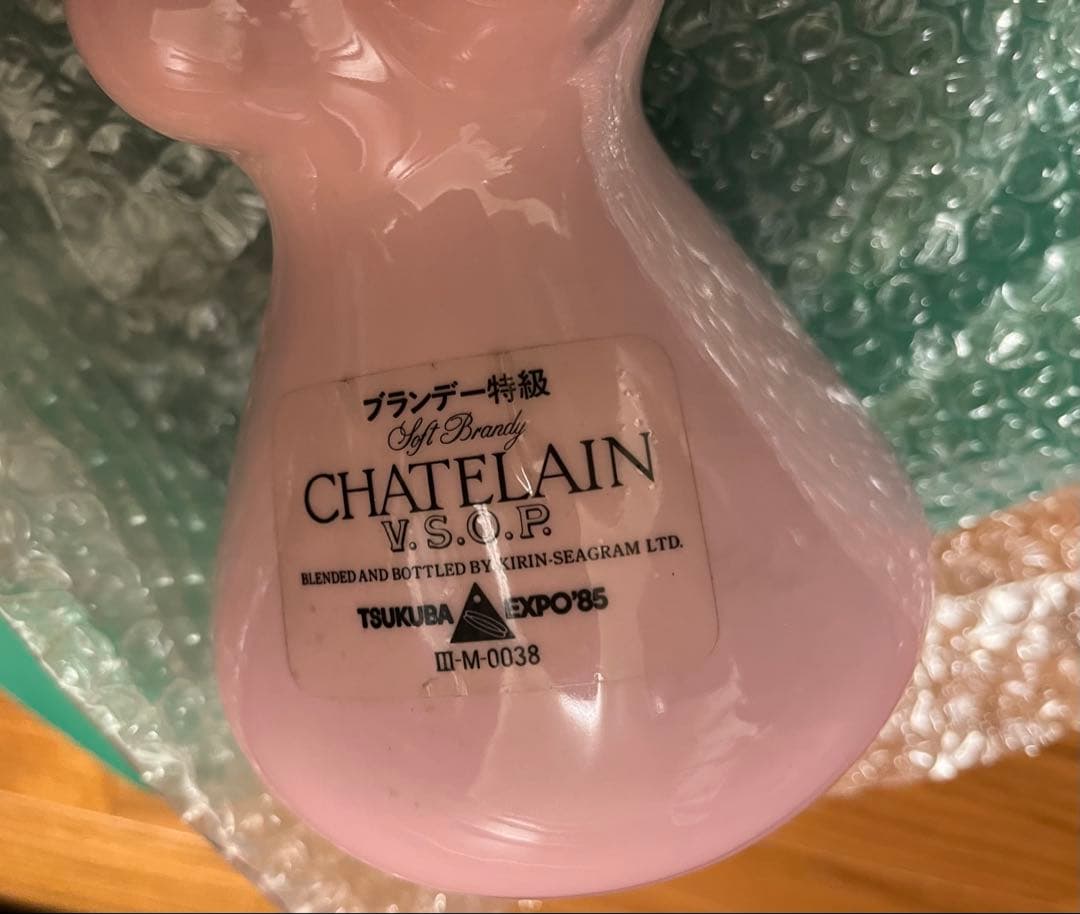 ブランデー特級
Soft Brandy
CHATELAIN
V.S.O.P.
BLENDED AND BOTTLED BY KIRIN-SEAGRAM LTD.
TSUKUBA EXPO'85
III-M-0038